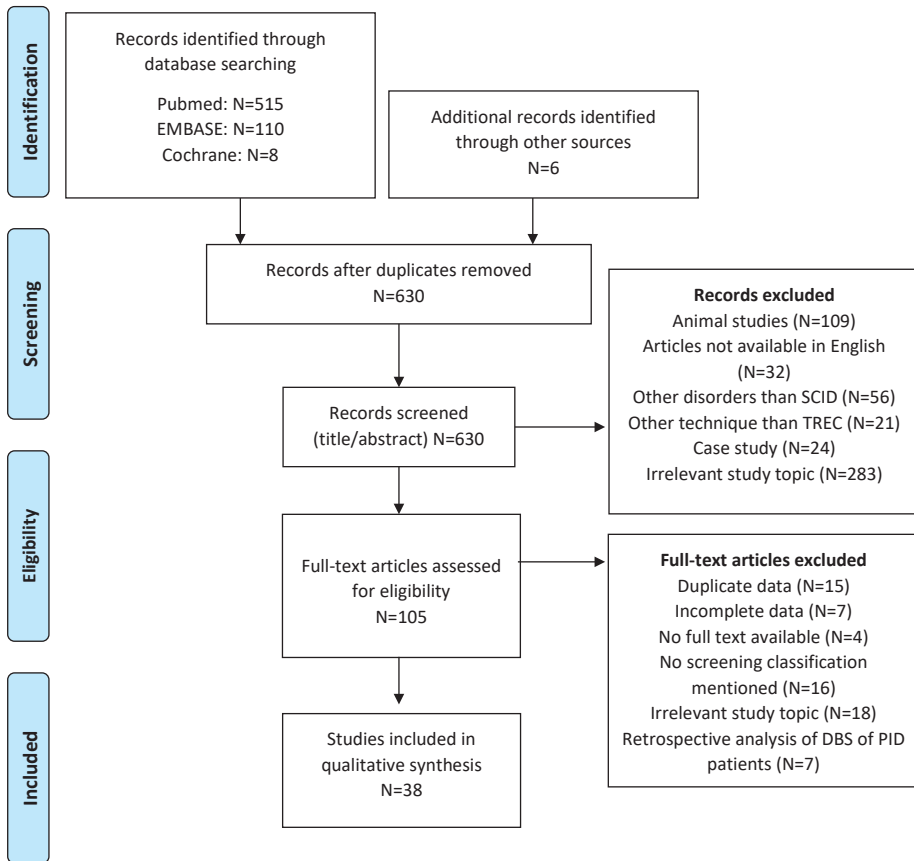 Identification
Records identified through
database searching
Pubmed: N=515
EMBASE: N=110
Cochrane: N=8
Additional records identified
through other sources
N=6
Screening
Records after duplicates removed
N=630
Records screened
(title/abstract) N=630
Records excluded
Animal studies (N=109)
Articles not available in English
(N=32)
Other disorders than SCID (N=56)
Other technique than TREC (N=21)
Case study (N=24)
Irrelevant study topic (N=283)
Eligibility
Full-text articles assessed
for eligibility
N=105
Full-text articles excluded
Duplicate data (N=15)
Incomplete data (N=7)
No full text available (N=4)
No screening classification
mentioned (N=16)
Irrelevant study topic (N=18)
Retrospective analysis of DBS of PID
patients (N=7)
Included
Studies included in
qualitative synthesis
N=38